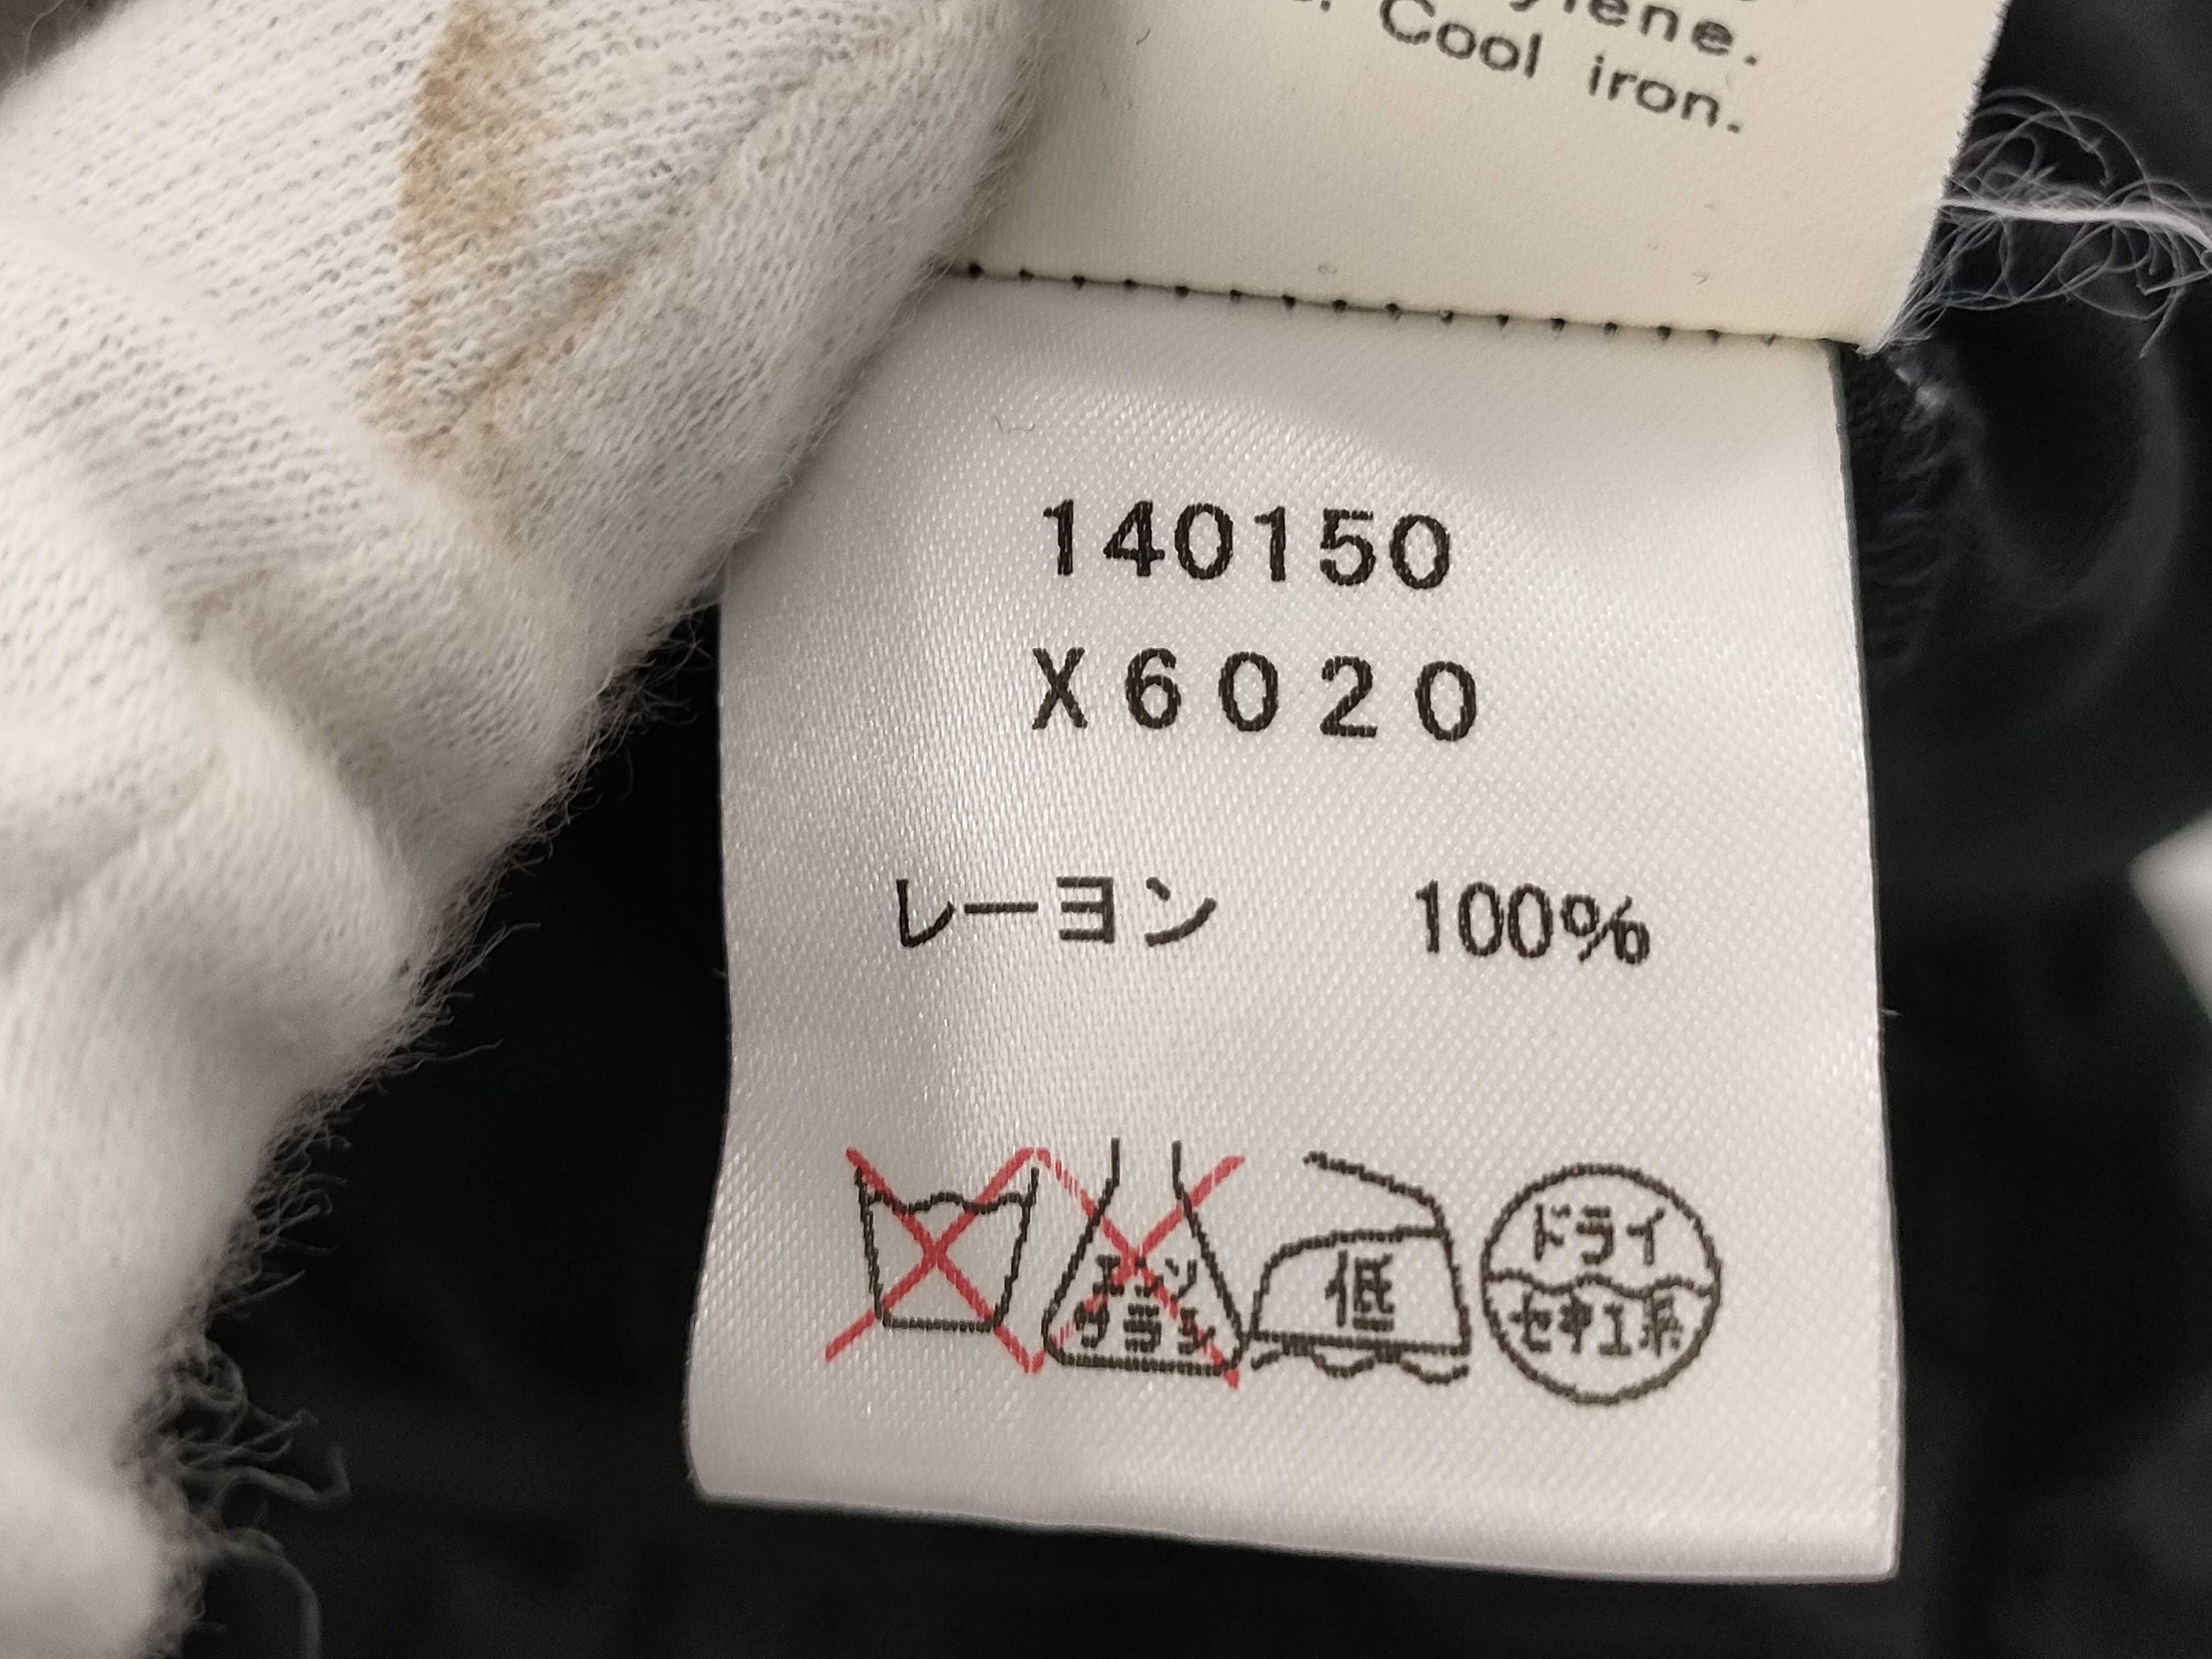 Cool iron.
140150
X6020
レーヨン 100%
エンソ
サラシ
低
ドライ
セキユ系